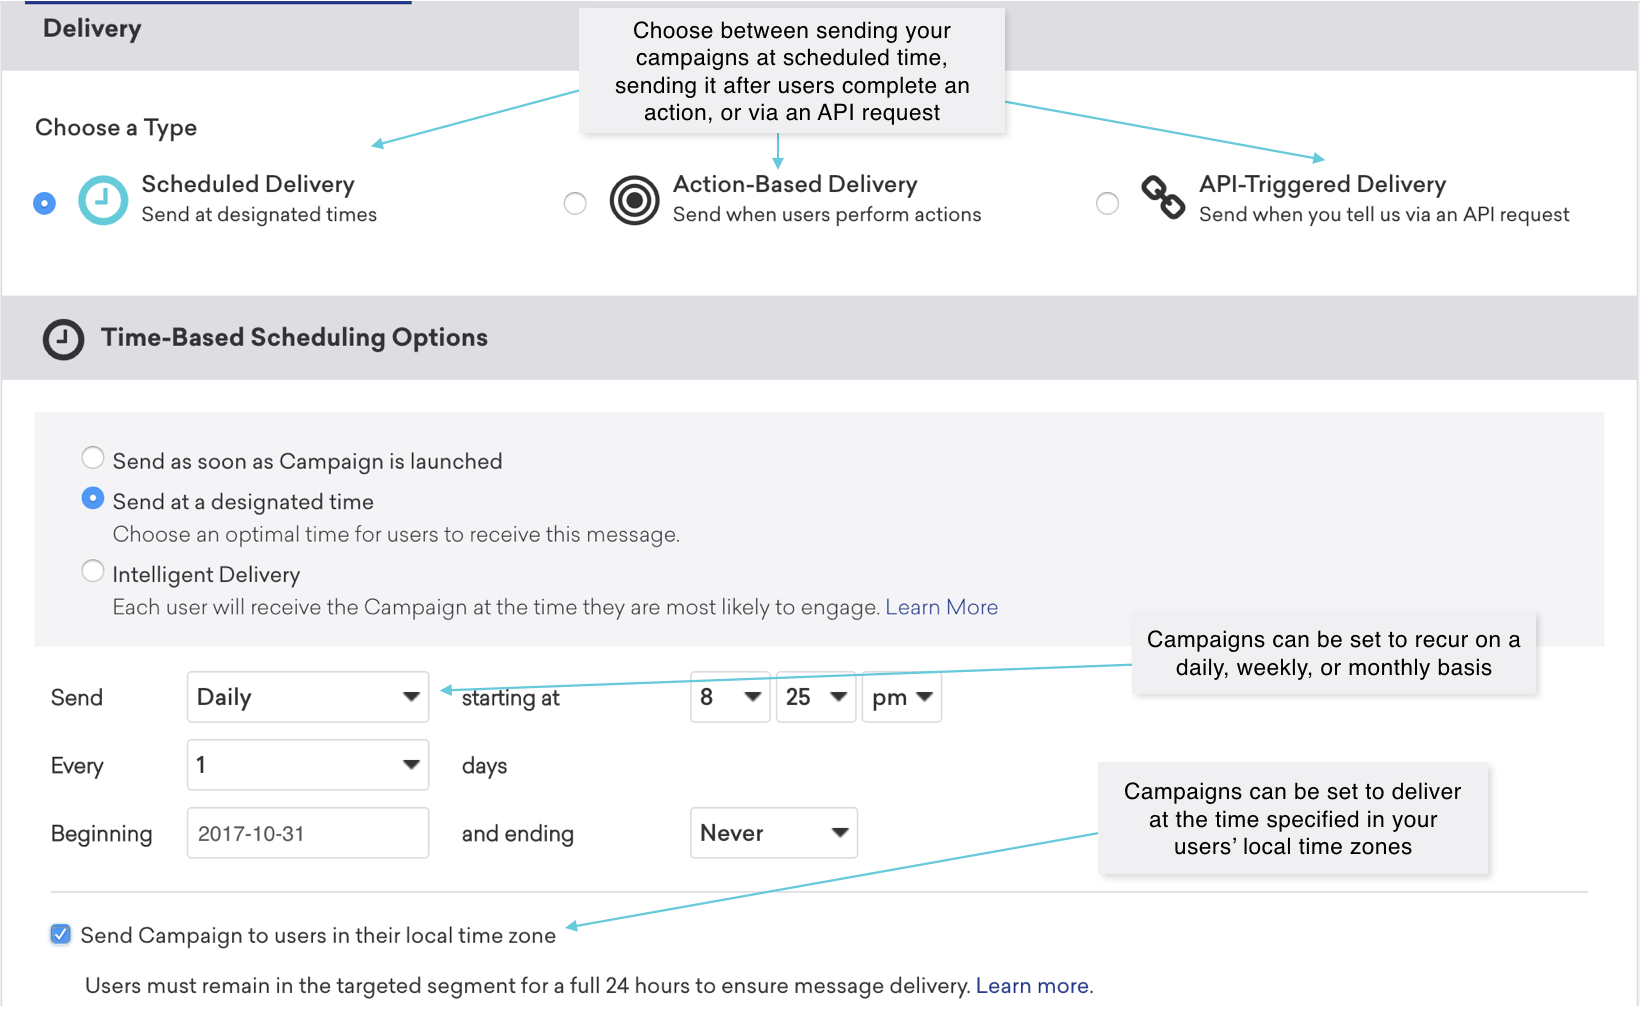 Delivery
Choose between sending your
campaigns at scheduled time,
sending it after users complete an
action, or via an API request
Choose a Type
Scheduled Delivery
Send at designated times
Action-Based Delivery
Send when users perform actions
API-Triggered Delivery
Send when you tell us via an API request
Time-Based Scheduling Options
Send as soon as Campaign is launched
Send at a designated time
Choose an optimal time for users to receive this message.
Intelligent Delivery
Each user will receive the Campaign at the time they are most likely to engage. Learn More
Campaigns can be set to recur on a
daily, weekly, or monthly basis
Send Daily starting at 8 25 pm
Every 1 days
Beginning 2017-10-31 and ending Never
Campaigns can be set to deliver
at the time specified in your
users’ local time zones
Send Campaign to users in their local time zone
Users must remain in the targeted segment for a full 24 hours to ensure message delivery. Learn more.